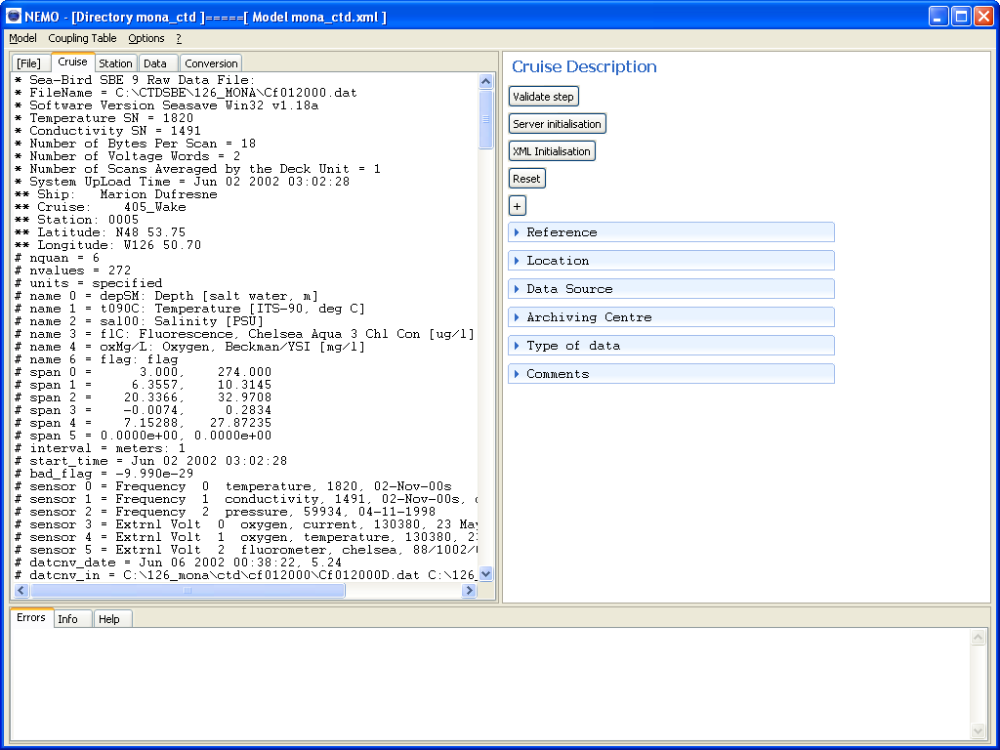 NEMO - [Directory mona_ctd ]=====[ Model mona_ctd.xml ]
Model Coupling Table Options ?
[File] Cruise Station Data Conversion
* Sea-Bird SBE 9 Raw Data File:
* FileName = C:\CTDSBE\126_MONA\Cf012000.dat
* Software Version Seasave Win32 v1.18a
* Temperature SN = 1820
* Conductivity SN = 1491
* Number of Bytes Per Scan = 18
* Number of Voltage Words = 2
* Number of Scans Averaged by the Deck Unit = 1
* System UpLoad Time = Jun 02 2002 03:02:28
** Ship:   Marion Dufresne
** Cruise:    405_Wake
** Station: 0005
** Latitude: N48 53.75
** Longitude: W126 50.70
# nquan = 6
# nvalues = 272
# units = specified
# name 0 = depSM: Depth [salt water, m]
# name 1 = t090C: Temperature [ITS-90, deg C]
# name 2 = sal00: Salinity [PSU]
# name 3 = flC: Fluorescence, Chelsea Aqua 3 Chl Con [ug/l]
# name 4 = oxMg/L: Oxygen, Beckman/YSI [mg/l]
# name 6 = flag: flag
# span 0 =      3.000,    274.000
# span 1 =     6.3557,    10.3145
# span 2 =    20.3366,    32.9708
# span 3 =    -0.0074,     0.2834
# span 4 =    7.15288,   27.87235
# span 5 = 0.0000e+00, 0.0000e+00
# interval = meters: 1
# start_time = Jun 02 2002 03:02:28
# bad_flag = -9.990e-29
# sensor 0 = Frequency  0  temperature, 1820, 02-Nov-00s
# sensor 1 = Frequency  1  conductivity, 1491, 02-Nov-00s,
# sensor 2 = Frequency  2  pressure, 59934, 04-11-1998
# sensor 3 = Extrnl Volt  0  oxygen, current, 130380, 23 May
# sensor 4 = Extrnl Volt  1  oxygen, temperature, 130380,
# sensor 5 = Extrnl Volt  2  fluorometer, chelsea, 88/1002/
# datcnv_date = Jun 06 2002 00:38:22, 5.24
# datcnv_in = C:\126_mona\ctd\cf012000\Cf012000D.dat C:\126_
Cruise Description
Validate step
Server initialisation
XML Initialisation
Reset
+
Reference
Location
Data Source
Archiving Centre
Type of data
Comments
Errors Info Help